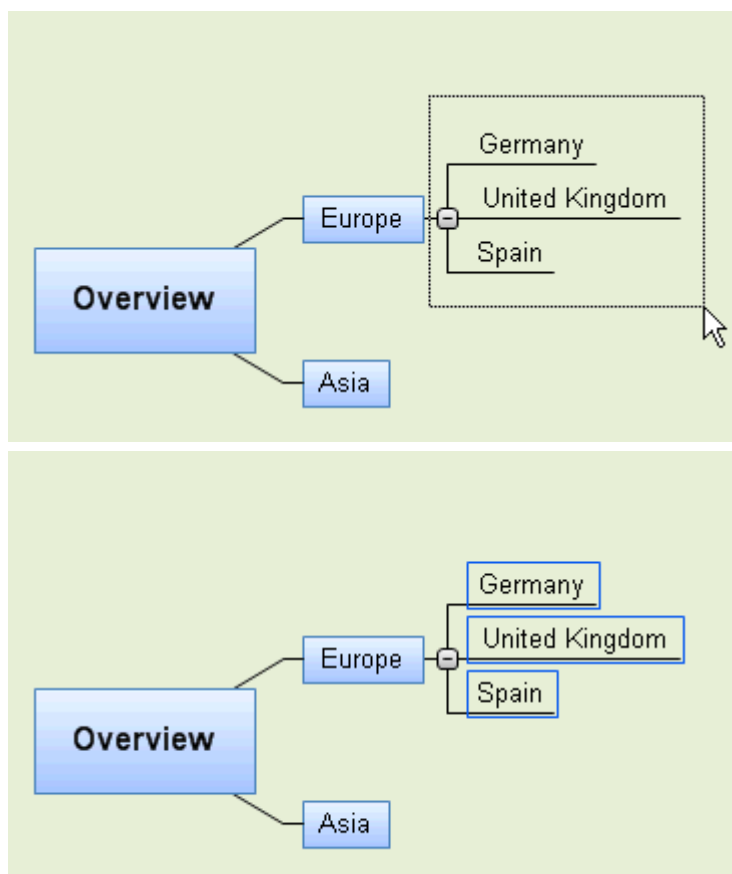 Germany
United Kingdom
Europe
Spain
Overview
Asia
Germany
United Kingdom
Europe
Spain
Overview
Asia